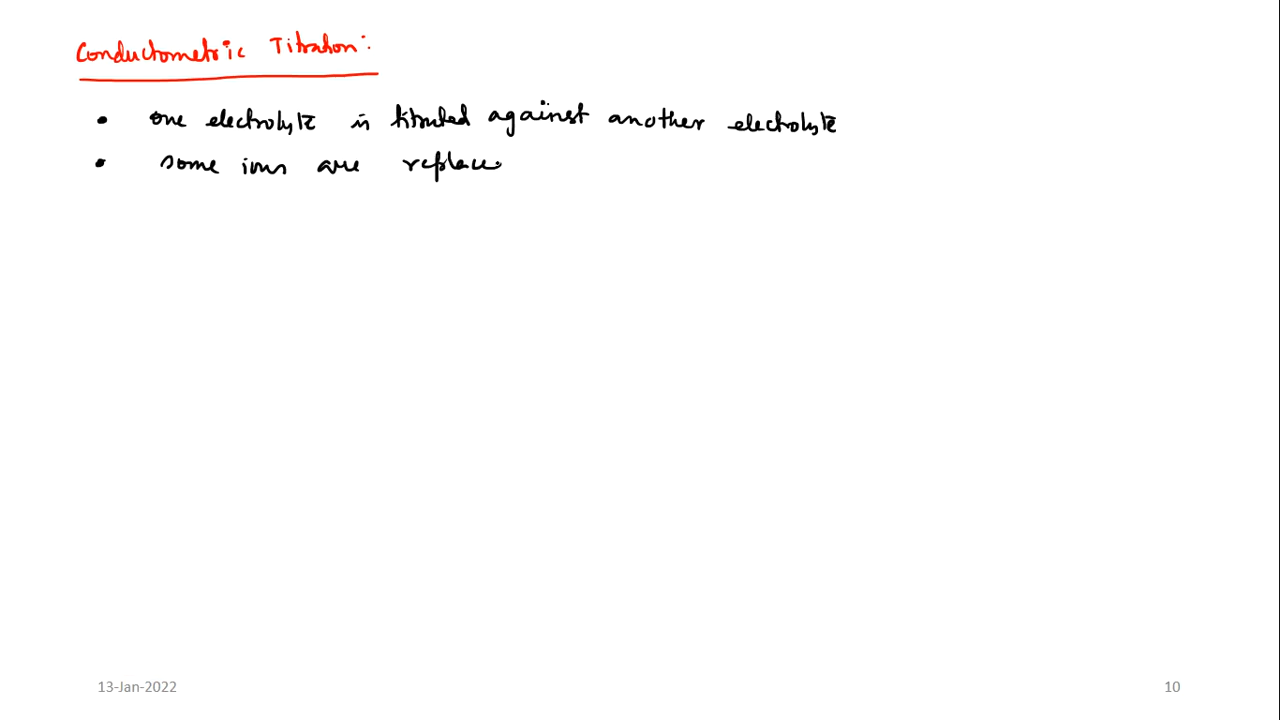 Conductometric Titration:
• one electrolyte is titrated against another electrolyte
• some ions are replace
13-Jan-2022
10